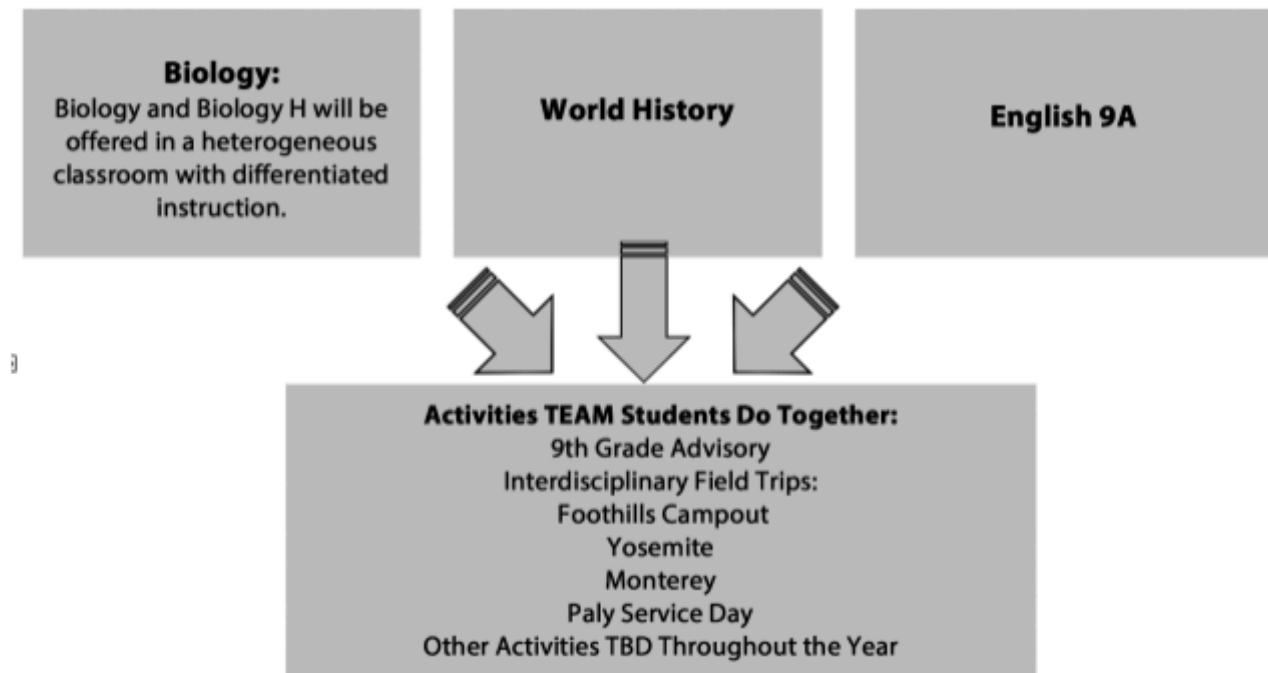 Biology:
Biology and Biology H will be
offered in a heterogeneous
classroom with differentiated
instruction.
World History
English 9A
Activities TEAM Students Do Together:
9th Grade Advisory
Interdisciplinary Field Trips:
Foothills Campout
Yosemite
Monterey
Paly Service Day
Other Activities TBD Throughout the Year